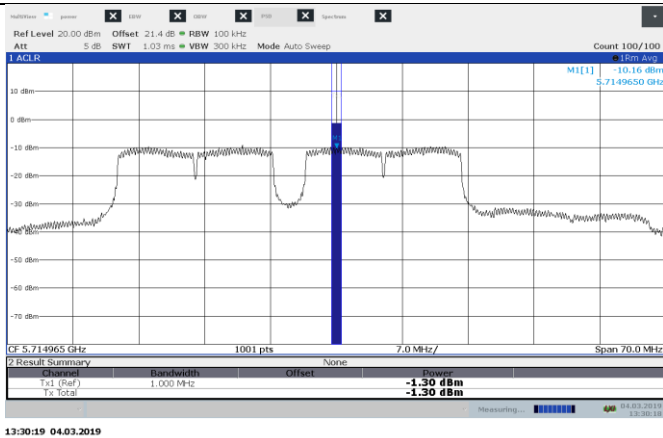 MultiView power EBW OBW PSD Spectrum
Ref Level 20.00 dBm Offset 21.4 dB RBW 100 kHz
Att 5 dB SWT 1.03 ms VBW 300 kHz Mode Auto Sweep Count 100/100
1 ACLR 1Rm Avg
M1[1] -10.16 dBm
5.7149650 GHz
10 dBm
0 dBm
M1
-10 dBm
-20 dBm
-30 dBm
-40 dBm
-50 dBm
-60 dBm
-70 dBm
CF 5.714965 GHz 1001 pts 7.0 MHz/ Span 70.0 MHz
2 Result Summary None
Channel Bandwidth Offset Power
Tx1 (Ref) 1.000 MHz -1.30 dBm
Tx Total -1.30 dBm
Measuring... 04.03.2019
13:30:18
13:30:19 04.03.2019